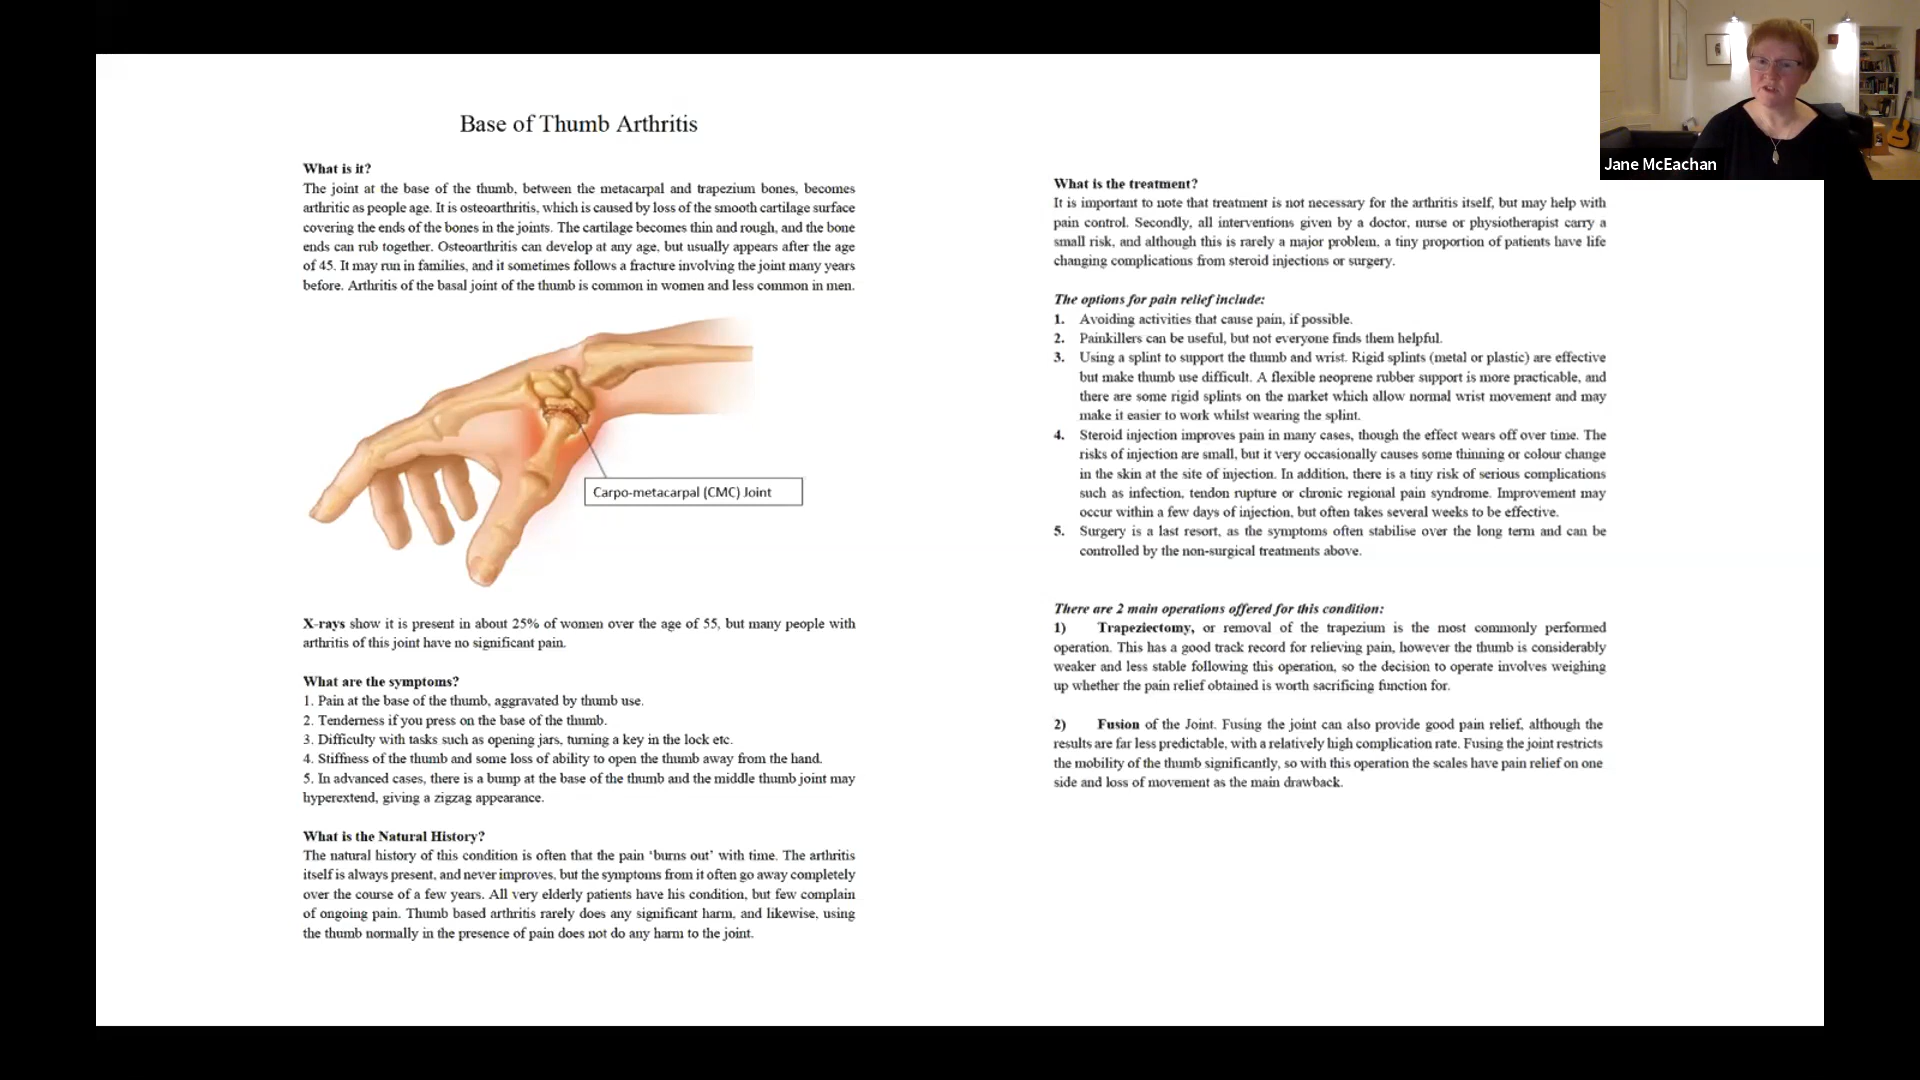 Base of Thumb Arthritis
What is it?
The joint at the base of the thumb, between the metacarpal and trapezium bones, becomes
arthritic as people age. It is osteoarthritis, which is caused by loss of the smooth cartilage surface
covering the ends of the bones in the joints. The cartilage becomes thin and rough, and the bone
ends can rub together. Osteoarthritis can develop at any age, but usually appears after the age
of 45. It may run in families, and it sometimes follows a fracture involving the joint many years
before. Arthritis of the basal joint of the thumb is common in women and less common in men.
Carpo-metacarpal (CMC) Joint
X-rays show it is present in about 25% of women over the age of 55, but many people with
arthritis of this joint have no significant pain.
What are the symptoms?
1. Pain at the base of the thumb, aggravated by thumb use.
2. Tenderness if you press on the base of the thumb.
3. Difficulty with tasks such as opening jars, turning a key in the lock etc.
4. Stiffness of the thumb and some loss of ability to open the thumb away from the hand.
5. In advanced cases, there is a bump at the base of the thumb and the middle thumb joint may
hyperextend, giving a zigzag appearance.
What is the Natural History?
The natural history of this condition is often that the pain ‘burns out’ with time. The arthritis
itself is always present, and never improves, but the symptoms from it often go away completely
over the course of a few years. All very elderly patients have his condition, but few complain
of ongoing pain. Thumb based arthritis rarely does any significant harm, and likewise, using
the thumb normally in the presence of pain does not do any harm to the joint.
What is the treatment?
It is important to note that treatment is not necessary for the arthritis itself, but may help with
pain control. Secondly, all interventions given by a doctor, nurse or physiotherapist carry a
small risk, and although this is rarely a major problem, a tiny proportion of patients have life
changing complications from steroid injections or surgery.
The options for pain relief include:
1. Avoiding activities that cause pain, if possible.
2. Painkillers can be useful, but not everyone finds them helpful.
3. Using a splint to support the thumb and wrist. Rigid splints (metal or plastic) are effective
but make thumb use difficult. A flexible neoprene rubber support is more practicable, and
there are some rigid splints on the market which allow normal wrist movement and may
make it easier to work whilst wearing the splint.
4. Steroid injection improves pain in many cases, though the effect wears off over time. The
risks of injection are small, but it very occasionally causes some thinning or colour change
in the skin at the site of injection. In addition, there is a tiny risk of serious complications
such as infection, tendon rupture or chronic regional pain syndrome. Improvement may
occur within a few days of injection, but often takes several weeks to be effective.
5. Surgery is a last resort, as the symptoms often stabilise over the long term and can be
controlled by the non-surgical treatments above.
There are 2 main operations offered for this condition:
1) Trapeziectomy, or removal of the trapezium is the most commonly performed
operation. This has a good track record for relieving pain, however the thumb is considerably
weaker and less stable following this operation, so the decision to operate involves weighing
up whether the pain relief obtained is worth sacrificing function for.
2) Fusion of the Joint. Fusing the joint can also provide good pain relief, although the
results are far less predictable, with a relatively high complication rate. Fusing the joint restricts
the mobility of the thumb significantly, so with this operation the scales have pain relief on one
side and loss of movement as the main drawback.
Jane McEachan